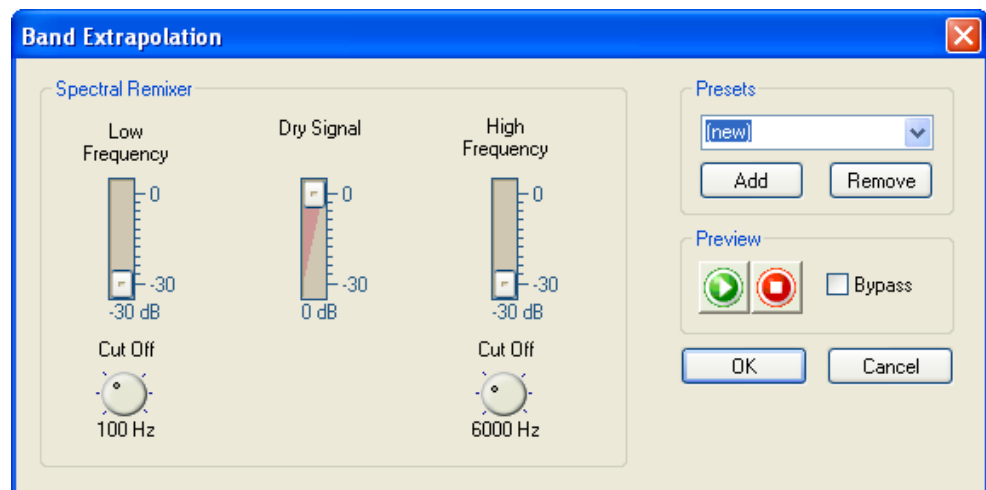 Band Extrapolation
Spectral Remixer
Low
Frequency
0
-30
-30 dB
Cut Off
100 Hz
Dry Signal
0
-30
0 dB
High
Frequency
0
-30
-30 dB
Cut Off
6000 Hz
Presets
(new)
Add
Remove
Preview
Bypass
OK
Cancel